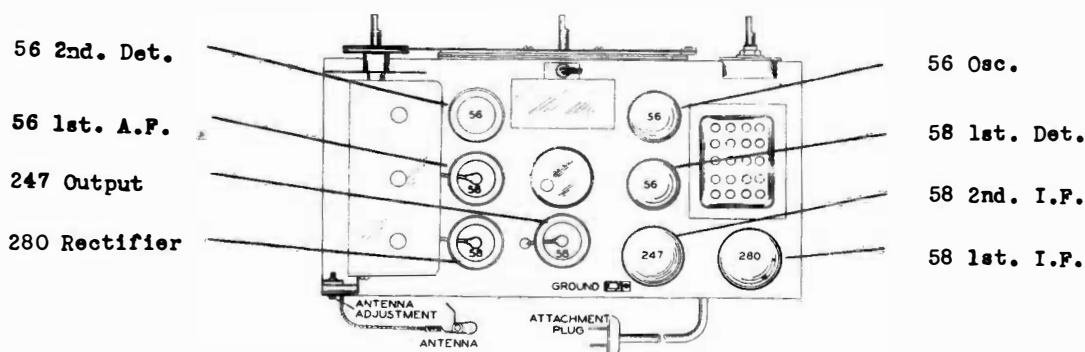 56 2nd. Det.
56 1st. A.F.
247 Output
280 Rectifier
56
56
58
56
58
58
247
280
GROUND
ANTENNA
ADJUSTMENT
ANTENNA
ATTACHMENT
PLUG
56 Osc.
58 1st. Det.
58 2nd. I.F.
58 1st. I.F.